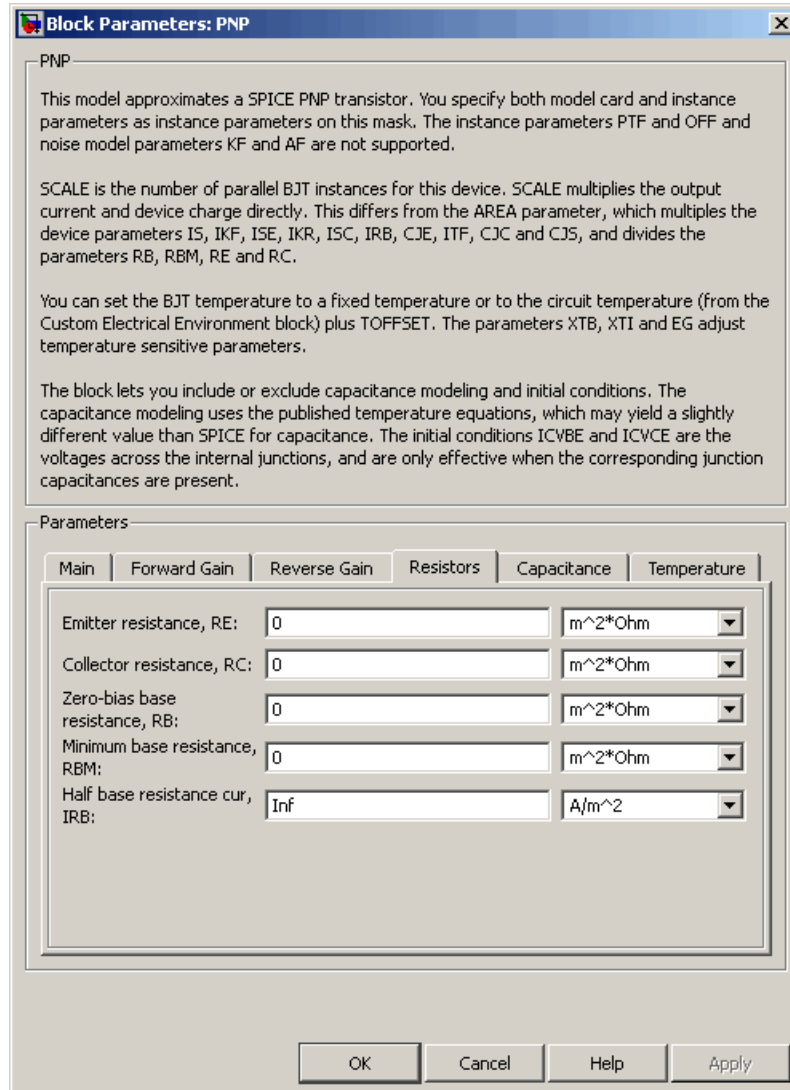 Block Parameters: PNP
PNP
This model approximates a SPICE PNP transistor. You specify both model card and instance
parameters as instance parameters on this mask. The instance parameters PTF and OFF and
noise model parameters KF and AF are not supported.
SCALE is the number of parallel BJT instances for this device. SCALE multiplies the output
current and device charge directly. This differs from the AREA parameter, which multiples the
device parameters IS, IKF, ISE, IKR, ISC, IRB, CJE, ITF, CJC and CJS, and divides the
parameters RB, RBM, RE and RC.
You can set the BJT temperature to a fixed temperature or to the circuit temperature (from the
Custom Electrical Environment block) plus TOFFSET. The parameters XTB, XTI and EG adjust
temperature sensitive parameters.
The block lets you include or exclude capacitance modeling and initial conditions. The
capacitance modeling uses the published temperature equations, which may yield a slightly
different value than SPICE for capacitance. The initial conditions ICVBE and ICVCE are the
voltages across the internal junctions, and are only effective when the corresponding junction
capacitances are present.
Parameters
Main Forward Gain Reverse Gain Resistors Capacitance Temperature
Emitter resistance, RE: 0 m^2*Ohm
Collector resistance, RC: 0 m^2*Ohm
Zero-bias base
resistance, RB: 0 m^2*Ohm
Minimum base resistance,
RBM: 0 m^2*Ohm
Half base resistance cur,
IRB: Inf A/m^2
OK Cancel Help Apply